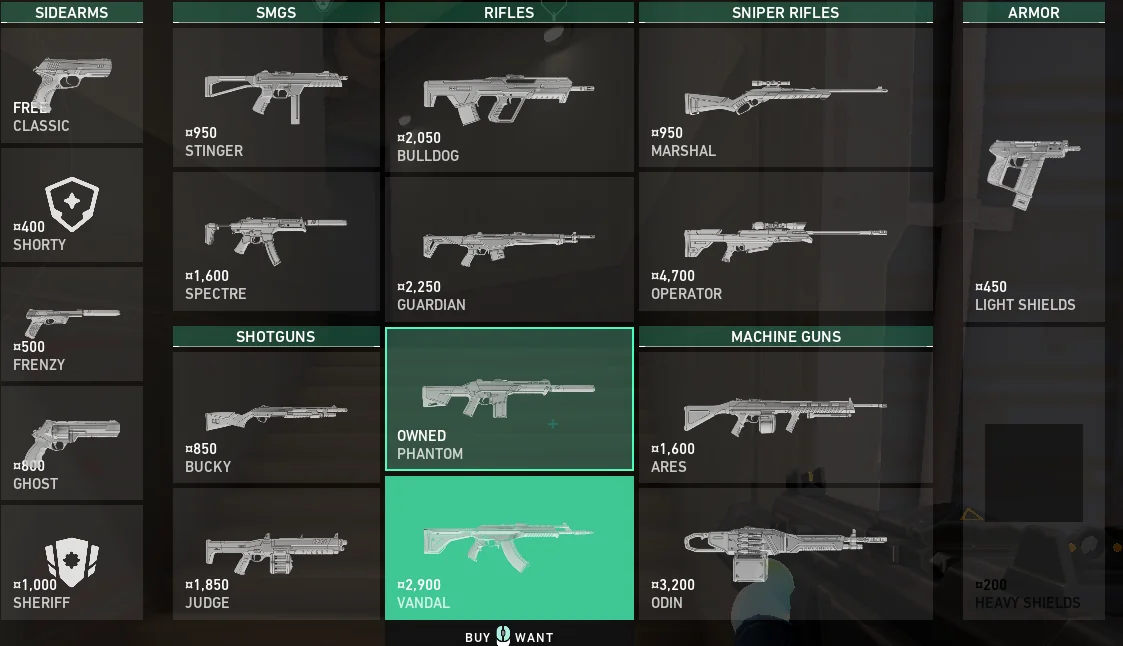 SIDEARMS
FREE
CLASSIC
¤400
SHORTY
¤500
FRENZY
¤800
GHOST
¤1,000
SHERIFF
SMGS
¤950
STINGER
¤1,600
SPECTRE
SHOTGUNS
¤850
BUCKY
¤1,850
JUDGE
RIFLES
¤2,050
BULLDOG
¤2,250
GUARDIAN
OWNED
PHANTOM
¤2,900
VANDAL
SNIPER RIFLES
¤950
MARSHAL
¤4,700
OPERATOR
MACHINE GUNS
¤1,600
ARES
¤3,200
ODIN
ARMOR
¤450
LIGHT SHIELDS
¤200
HEAVY SHIELDS
BUY WANT